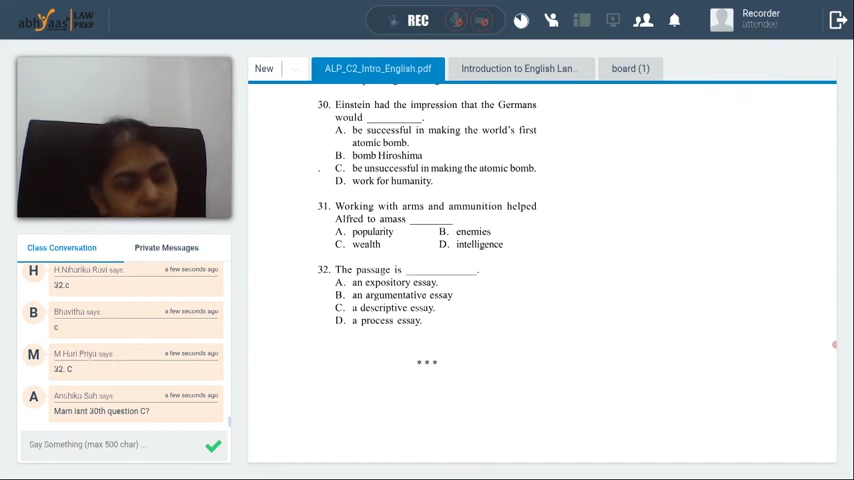 abhyaas LAW PREP
REC
Recorder
attendee
New
ALP_C2_Intro_English.pdf
Introduction to English Lan...
board (1)
30. Einstein had the impression that the Germans
would __________.
A. be successful in making the world's first
atomic bomb.
B. bomb Hiroshima
C. be unsuccessful in making the atomic bomb.
D. work for humanity.
31. Working with arms and ammunition helped
Alfred to amass ________
A. popularity B. enemies
C. wealth D. intelligence
32. The passage is _____________.
A. an expository essay.
B. an argumentative essay
C. a descriptive essay.
D. a process essay.
* * *
Class Conversation
Private Messages
H
H.Niharika Ravi says:
a few seconds ago
32.c
B
Bhavitha says:
a few seconds ago
c
M
M Hari Priya says:
a few seconds ago
32. C
A
Anshika Sah says:
a few seconds ago
Mam isnt 30th question C?
Say Something (max 500 char) ...